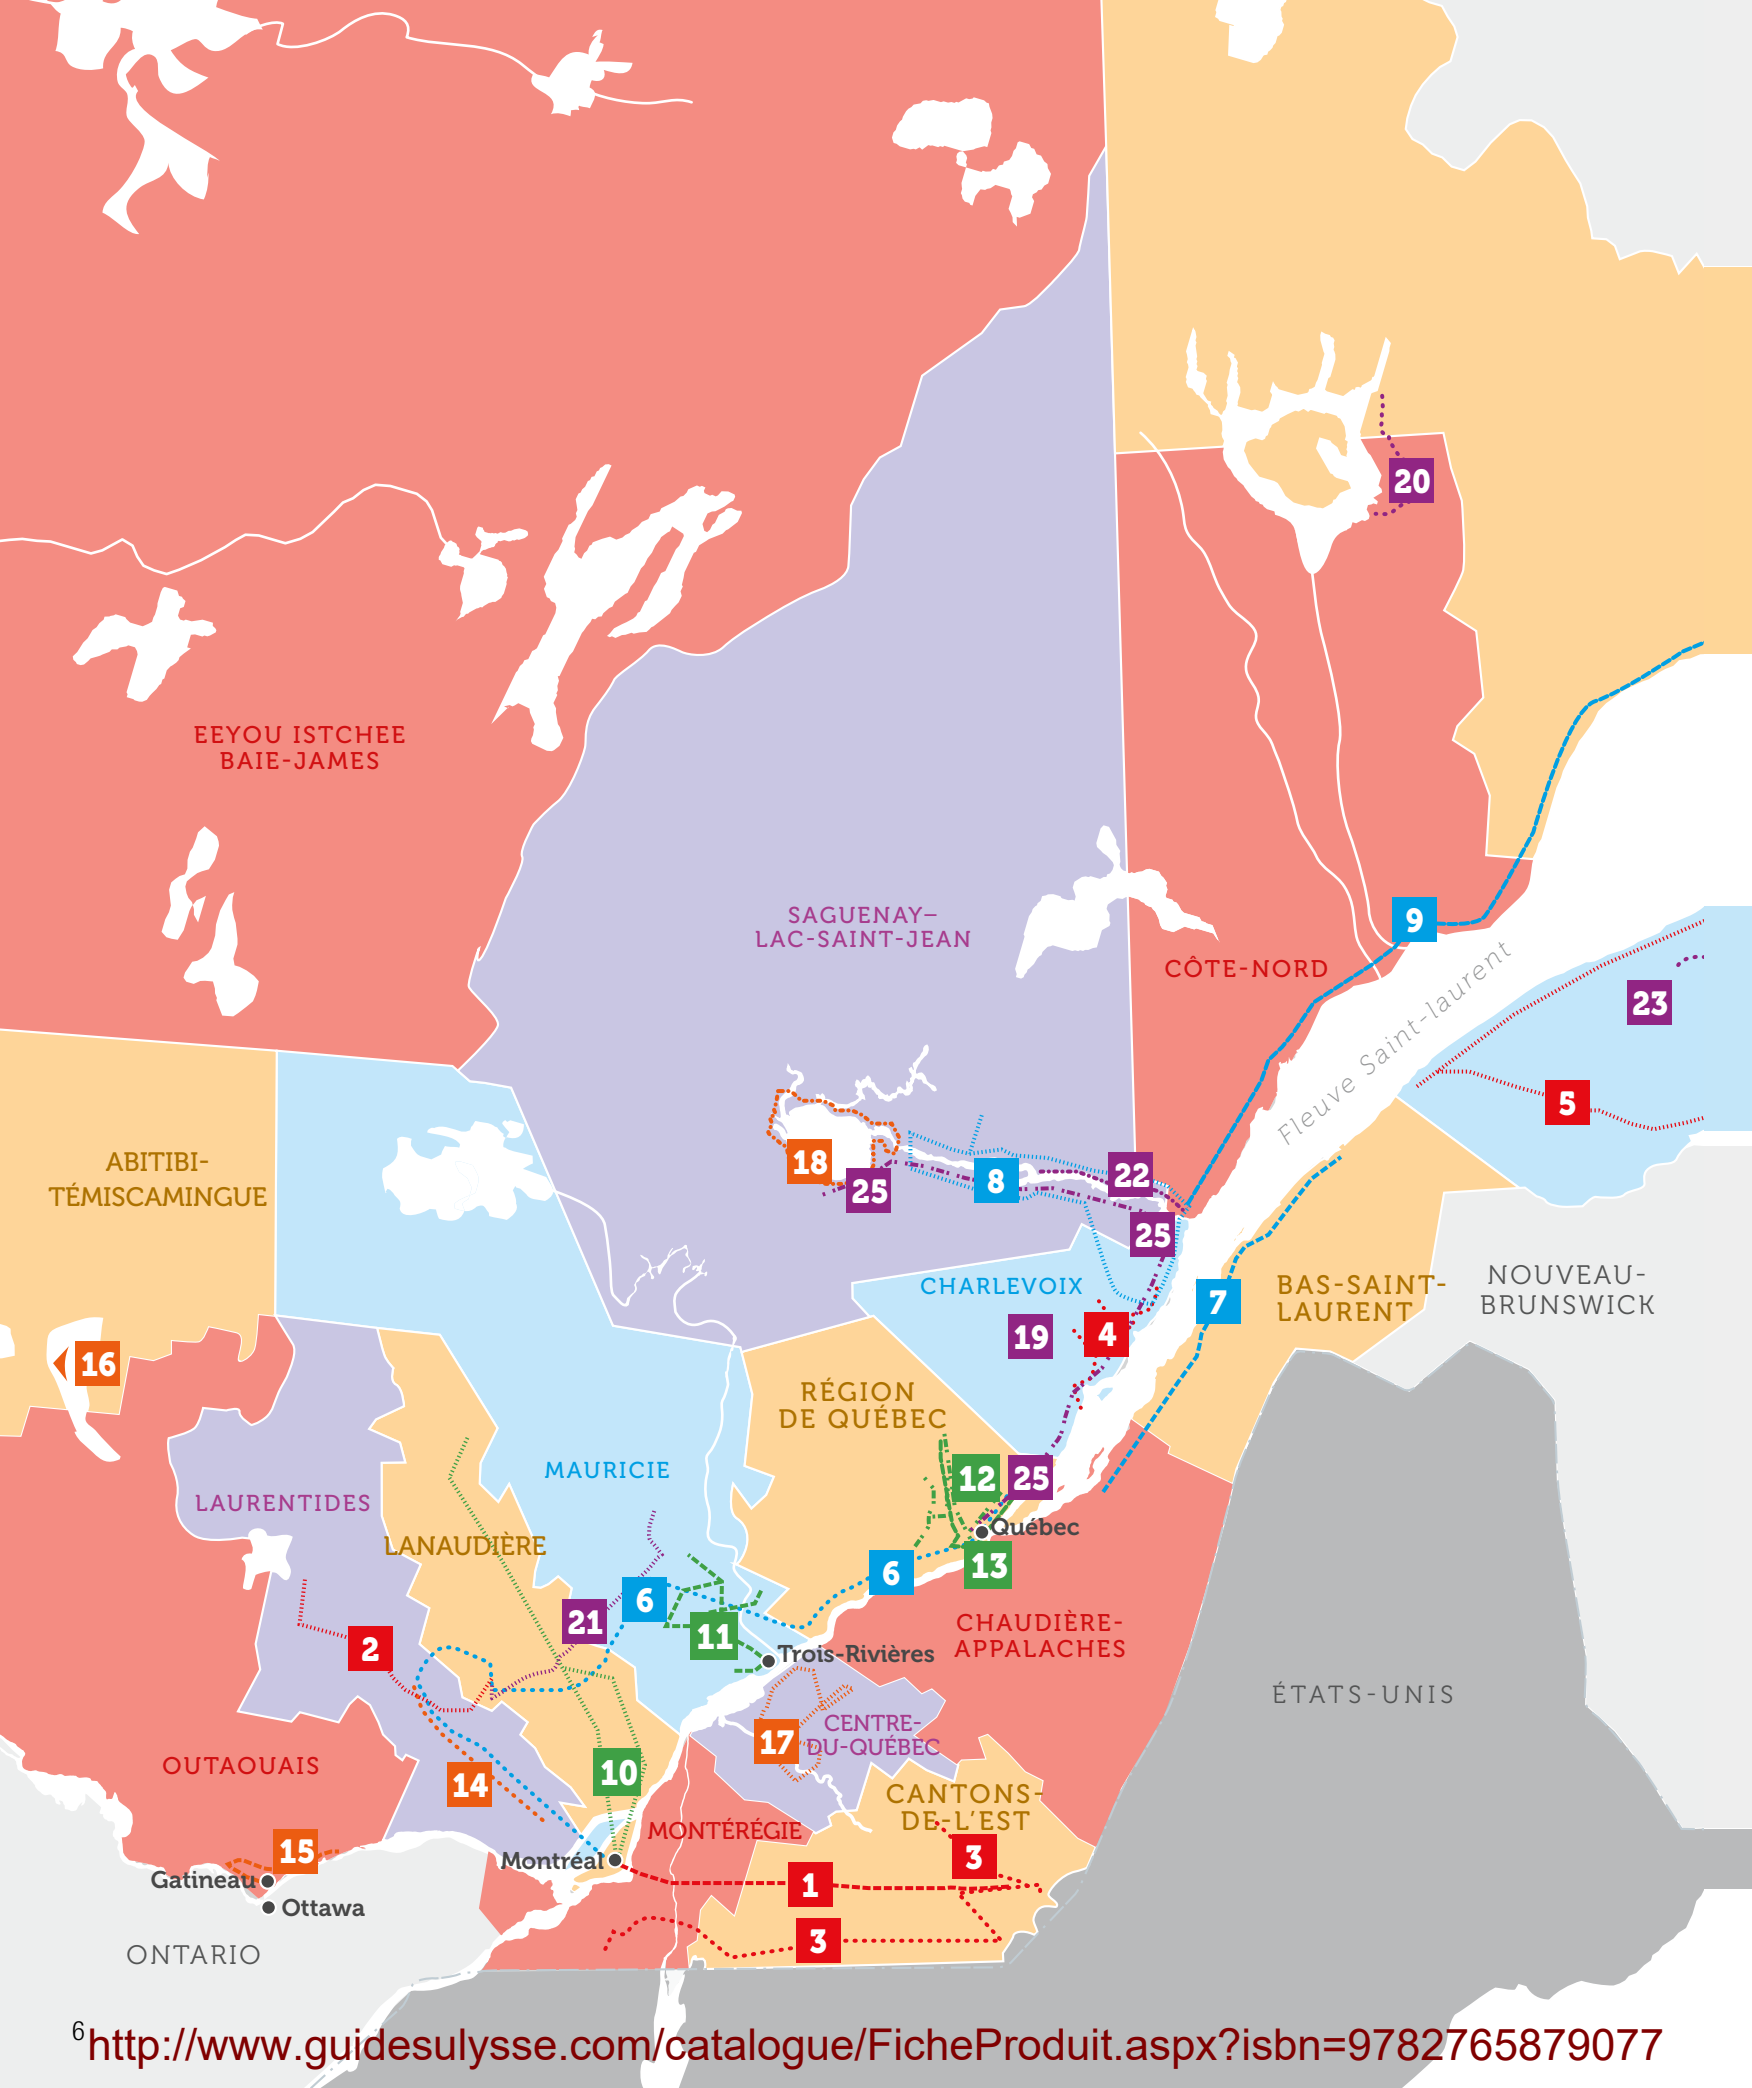 20
EEYOU ISTCHEE
BAIE-JAMES
SAGUENAY–
LAC-SAINT-JEAN
9
CÔTE-NORD
Fleuve Saint-laurent
23
5
ABITIBI-
TÉMISCAMINGUE
18
25
8
22
25
CHARLEVOIX
7
BAS-SAINT-
LAURENT
NOUVEAU-
BRUNSWICK
19
4
16
RÉGION
DE QUÉBEC
MAURICIE
12
25
LAURENTIDES
LANAUDIÈRE
Québec
6
13
6
21
11
2
Trois-Rivières
CHAUDIÈRE-
APPALACHES
ÉTATS-UNIS
17
CENTRE-
DU-QUÉBEC
OUTAOUAIS
14
10
CANTONS-
DE-L'EST
MONTÉRÉGIE
15
Montréal
3
Gatineau
1
Ottawa
3
ONTARIO
6http://www.guidesulysse.com/catalogue/FicheProduit.aspx?isbn=9782765879077